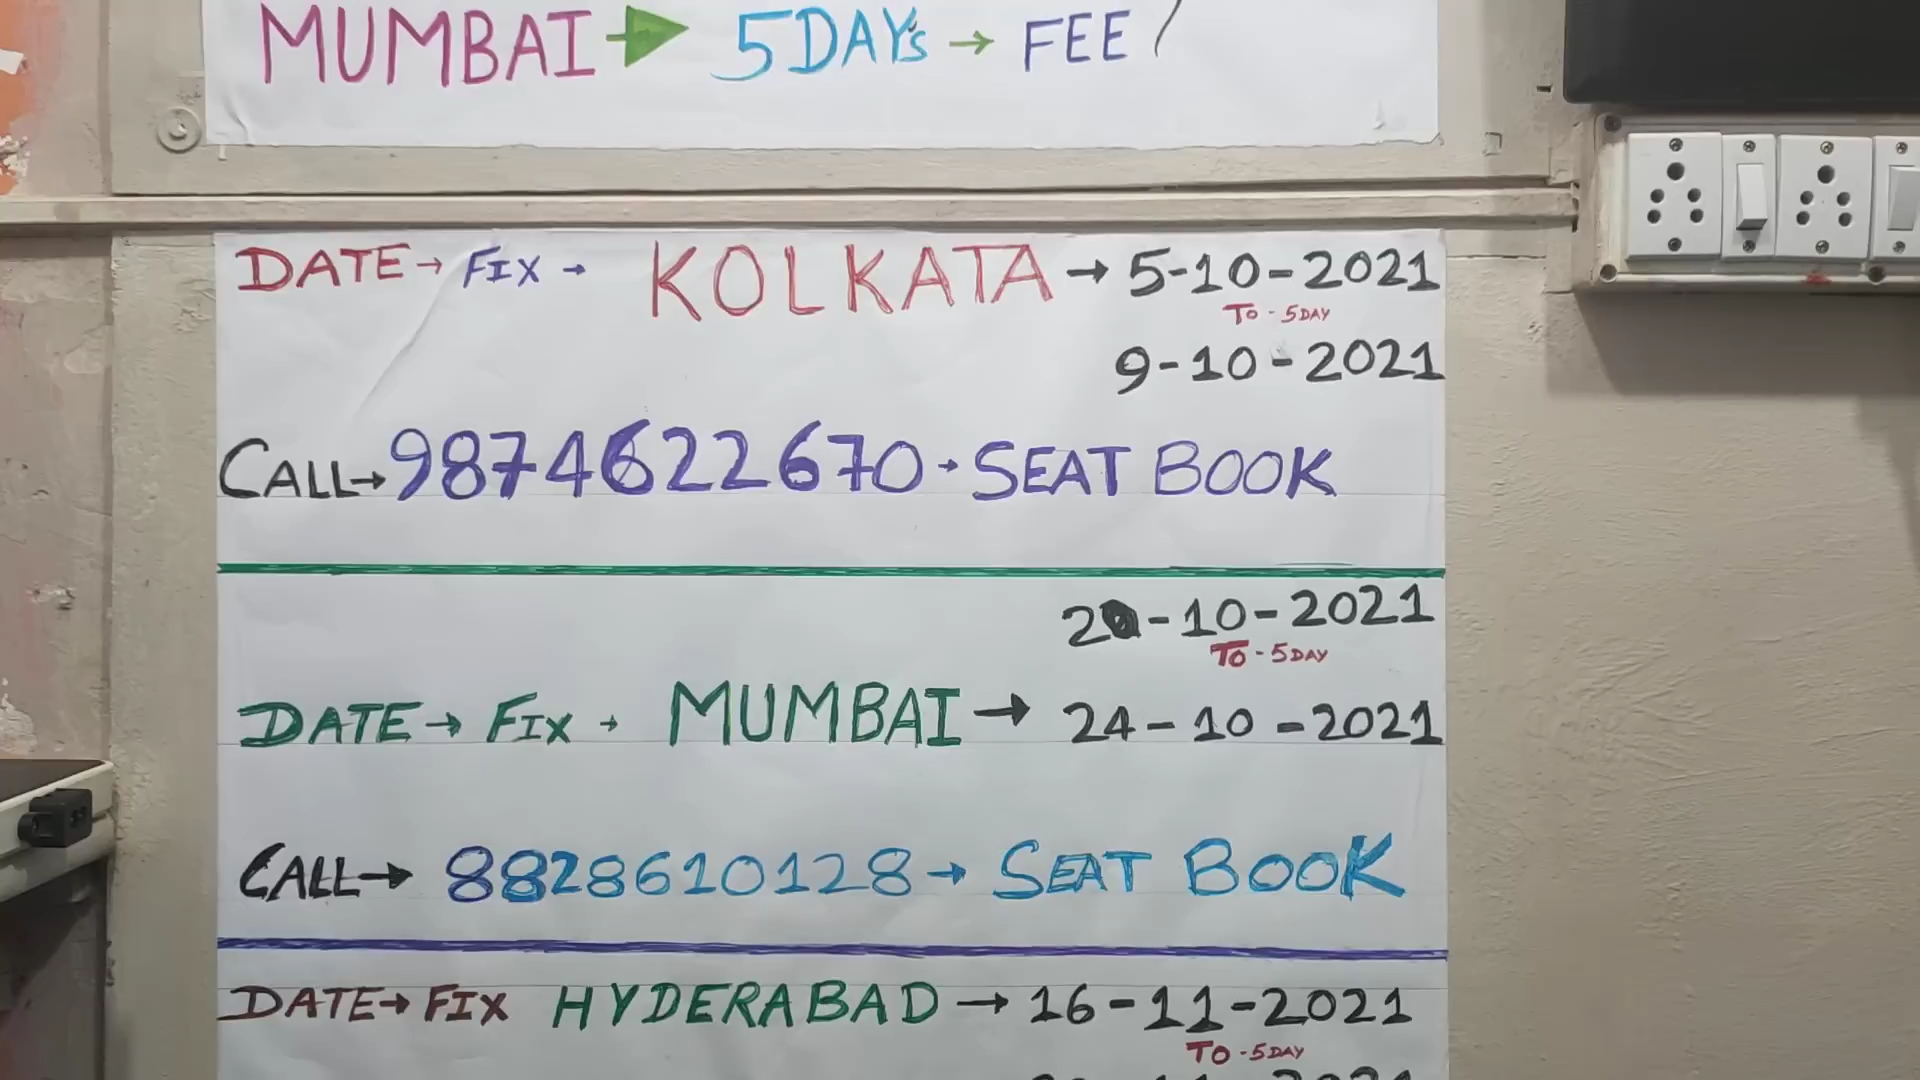 MUMBAI → 5DAY's → FEE /
DATE → FIX → KOLKATA → 5-10-2021
TO - 5DAY
9-10-2021
CALL → 9874622670 → SEAT BOOK
20-10-2021
TO - 5DAY
DATE → FIX → MUMBAI → 24-10-2021
CALL → 8828610128 → SEAT BOOK
DATE → FIX HYDERABAD → 16-11-2021
TO - 5DAY